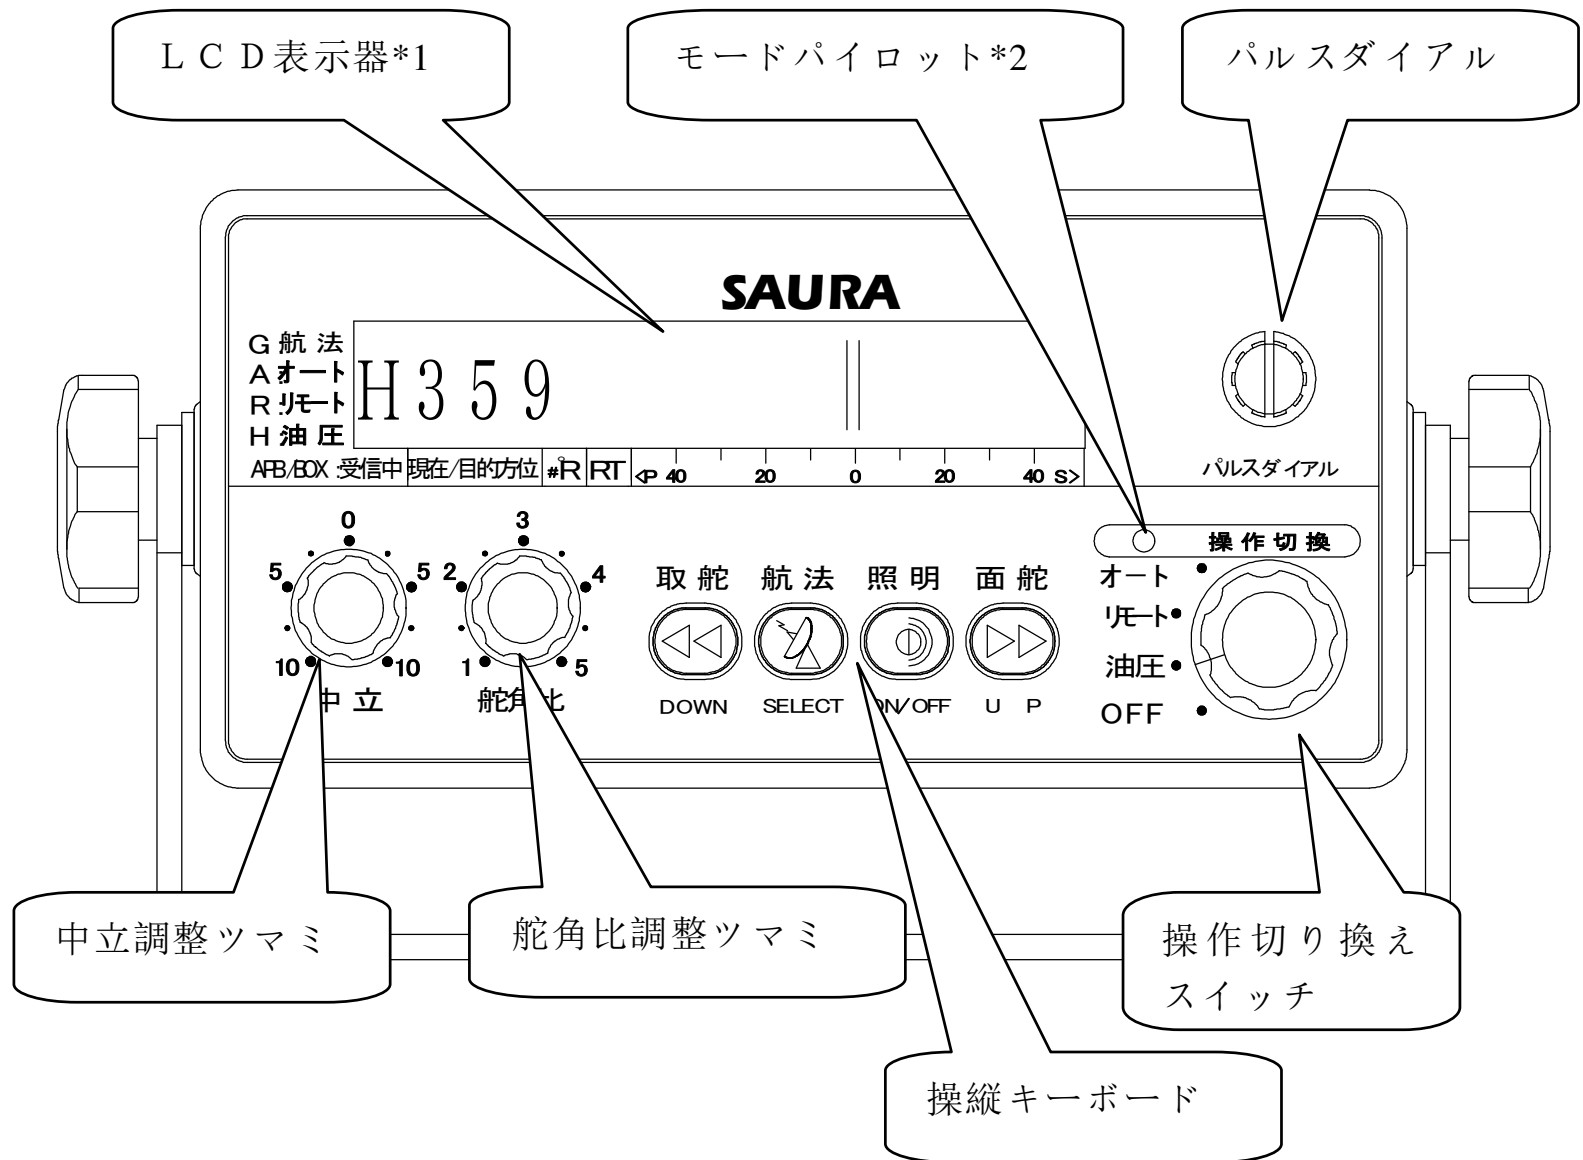 LCD表示器*1
モードパイロット*2
パルスダイアル
SAURA
G:航法
A:オート
R:リモート
H:油圧
H359
APB/BOX:受信中 現在/目的方位 #R RT <P 40 20 0 20 40 S>
パルスダイアル
0
5 5
10 10
中立
3
2 4
1 5
舵角比
取舵 航法 照明 面舵
DOWN SELECT ON/OFF UP
操作切換
オート
リモート
油圧
OFF
中立調整ツマミ
舵角比調整ツマミ
操作切り換え
スイッチ
操縦キーボード